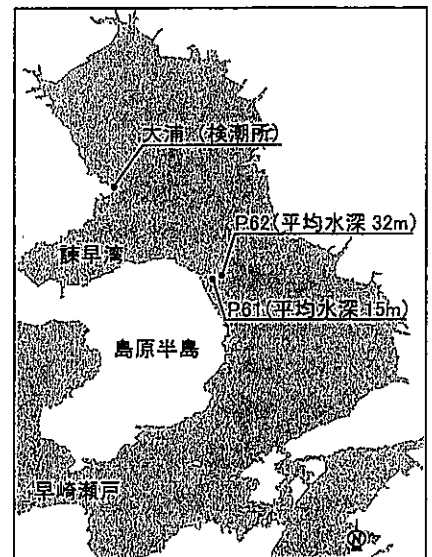 大浦 (検潮所)
P.62(平均水深 32m)
諫早湾
P.61(平均水深 15m)
島原半島
早崎瀬戸
N